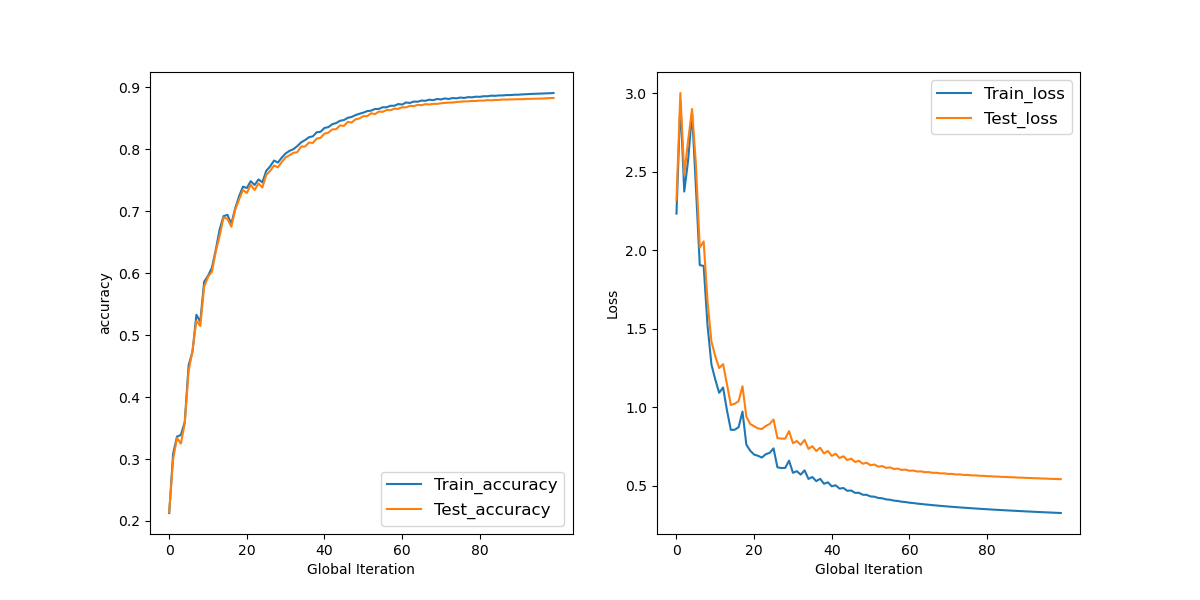 0.9
0.8
0.7
0.6
0.5
0.4
0.3
0.2
accuracy
0 20 40 60 80
Global Iteration
Train_accuracy
Test_accuracy
3.0
2.5
2.0
1.5
1.0
0.5
Loss
0 20 40 60 80
Global Iteration
Train_loss
Test_loss